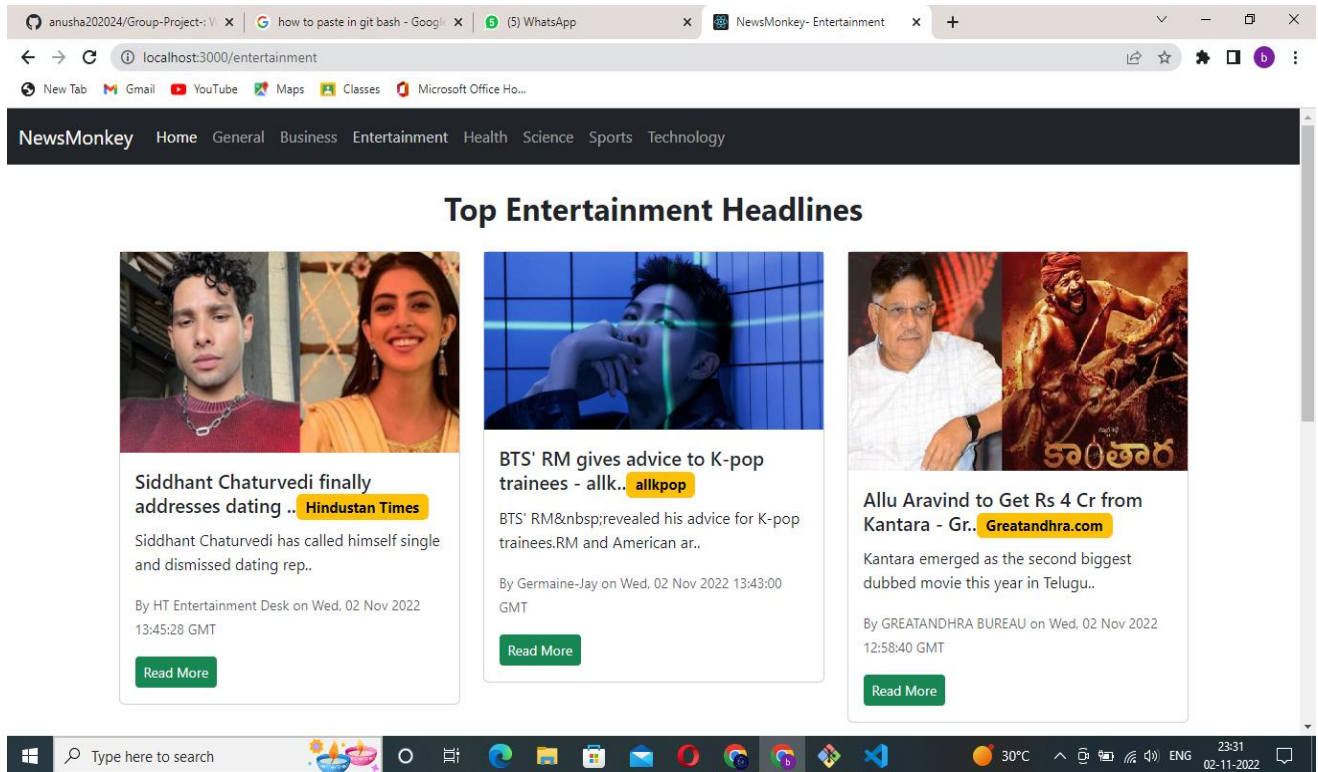 anusha202024/Group-Project-: W
how to paste in git bash - Googl
(5) WhatsApp
NewsMonkey- Entertainment
localhost:3000/entertainment
New Tab
Gmail
YouTube
Maps
Classes
Microsoft Office Ho...
NewsMonkey Home General Business Entertainment Health Science Sports Technology
Top Entertainment Headlines
Siddhant Chaturvedi finally
addresses dating .. Hindustan Times
Siddhant Chaturvedi has called himself single
and dismissed dating rep..
By HT Entertainment Desk on Wed, 02 Nov 2022
13:45:28 GMT
Read More
BTS' RM gives advice to K-pop
trainees - allk.. allkpop
BTS' RM&nbsp;revealed his advice for K-pop
trainees.RM and American ar..
By Germaine-Jay on Wed, 02 Nov 2022 13:43:00
GMT
Read More
కాంతార
Allu Aravind to Get Rs 4 Cr from
Kantara - Gr.. Greatandhra.com
Kantara emerged as the second biggest
dubbed movie this year in Telugu..
By GREATANDHRA BUREAU on Wed, 02 Nov 2022
12:58:40 GMT
Read More
Type here to search
30°C
ENG
23:31
02-11-2022